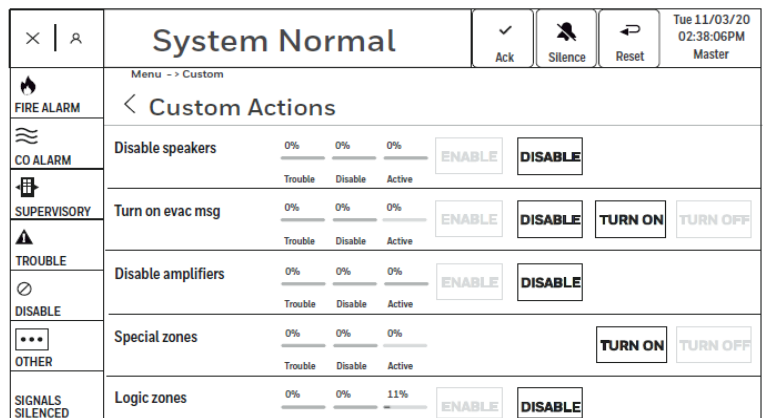 System Normal
Ack
Silence
Reset
Tue 11/03/20
02:38:06PM
Master
Menu -> Custom
Custom Actions
FIRE ALARM
CO ALARM
SUPERVISORY
TROUBLE
DISABLE
OTHER
SIGNALS
SILENCED
Disable speakers
0% 0% 0%
Trouble Disable Active
ENABLE DISABLE
Turn on evac msg
0% 0% 0%
Trouble Disable Active
ENABLE DISABLE TURN ON TURN OFF
Disable amplifiers
0% 0% 0%
Trouble Disable Active
ENABLE DISABLE
Special zones
0% 0% 0%
Trouble Disable Active
TURN ON TURN OFF
Logic zones
0% 0% 11%
ENABLE DISABLE